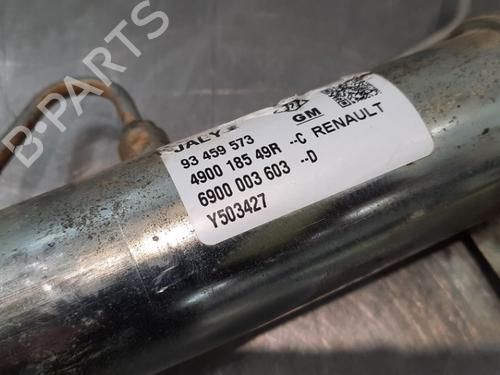 B-PARTS
JALY
GM
93 459 573
4900 185 49R --C RENAULT
6900 003 603 --D
Y503427